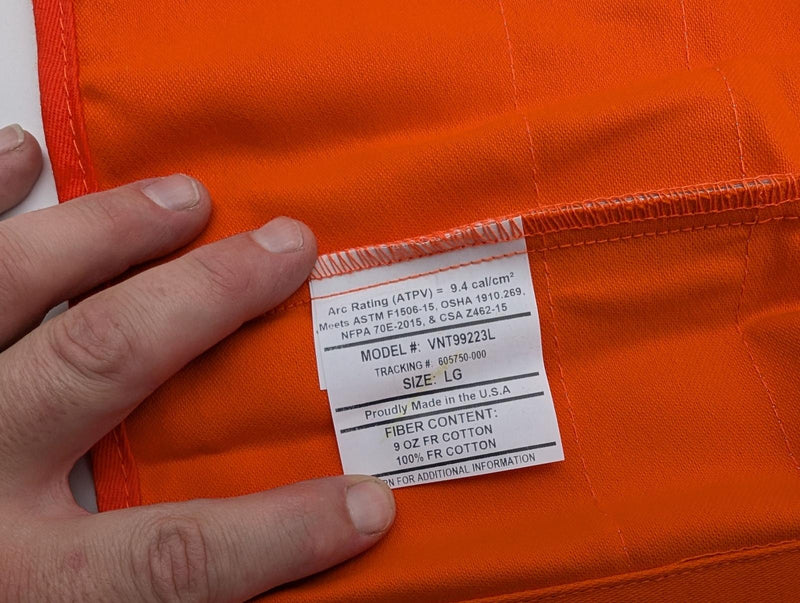 Arc Rating (ATPV) = 9.4 cal/cm²
Meets ASTM F1506-15, OSHA 1910.269,
NFPA 70E-2015, & CSA Z462-15
MODEL #: VNT99223L
TRACKING #: 605750-000
SIZE: LG
Proudly Made in the U.S.A
FIBER CONTENT:
9 OZ FR COTTON
100% FR COTTON
FOR ADDITIONAL INFORMATION